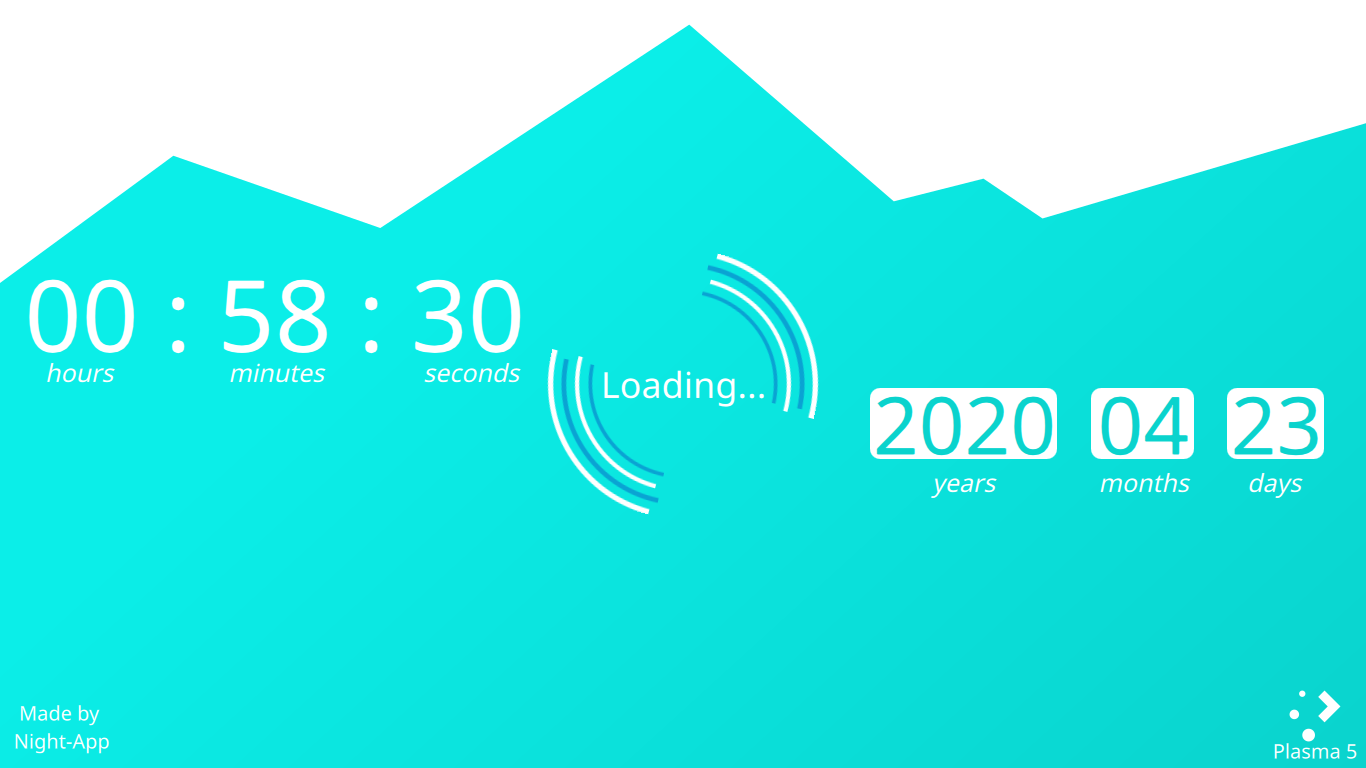 00 : 58 : 30
hours minutes seconds
Loading...
2020 04 23
years months days
Made by
Night-App
Plasma 5